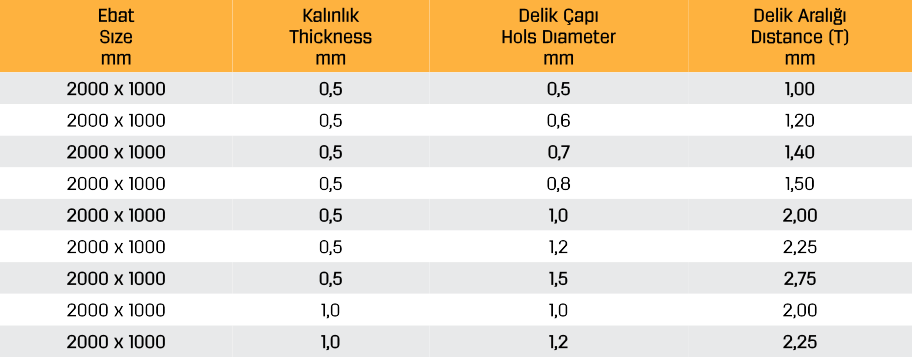 Ebat Kalınlık Delik Çapı Delik Aralığı
Sıze Thickness Hols Dıameter Dıstance (T)
mm mm mm mm
2000 x 1000 0,5 0,5 1,00
2000 x 1000 0,5 0,6 1,20
2000 x 1000 0,5 0,7 1,40
2000 x 1000 0,5 0,8 1,50
2000 x 1000 0,5 1,0 2,00
2000 x 1000 0,5 1,2 2,25
2000 x 1000 0,5 1,5 2,75
2000 x 1000 1,0 1,0 2,00
2000 x 1000 1,0 1,2 2,25